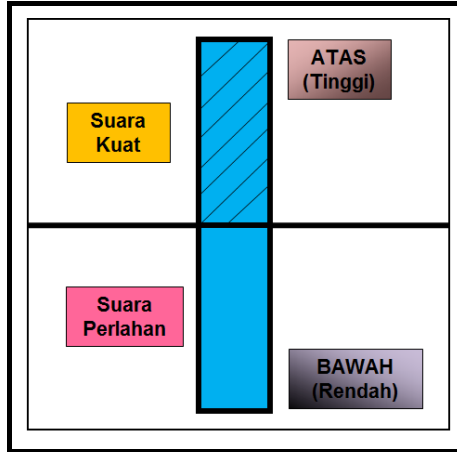 ATAS
(Tinggi)
Suara
Kuat
Suara
Perlahan
BAWAH
(Rendah)